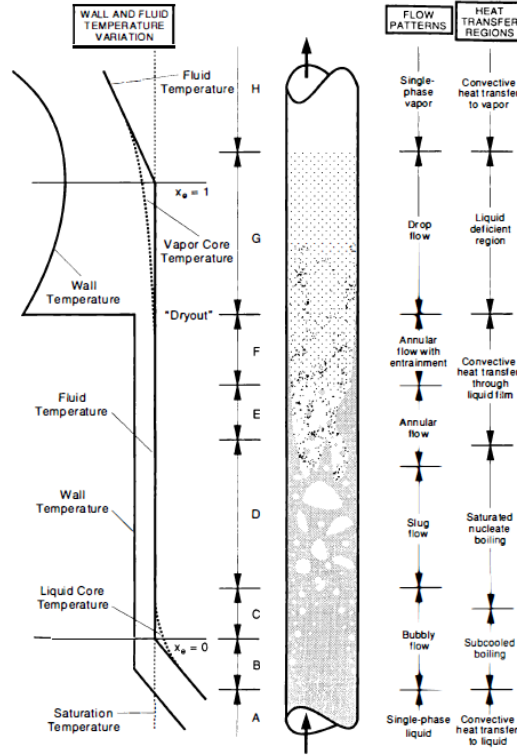 WALL AND FLUID
TEMPERATURE
VARIATION
FLOW
PATTERNS
HEAT
TRANSFER
REGIONS
Fluid
Temperature
H
Single-
phase
vapor
Convective
heat transfer
to vapor
x_e = 1
Vapor Core
Temperature
G
Drop
flow
Liquid
deficient
region
Wall
Temperature
"Dryout"
F
Annular
flow with
entrainment
Convective
heat transfer
through
liquid film
Fluid
Temperature
E
Annular
flow
Wall
Temperature
D
Slug
flow
Saturated
nucleate
boiling
Liquid Core
Temperature
C
x_e = 0
B
Bubbly
flow
Subcooled
boiling
Saturation
Temperature
A
Single-phase
liquid
Convective
heat transfer
to liquid